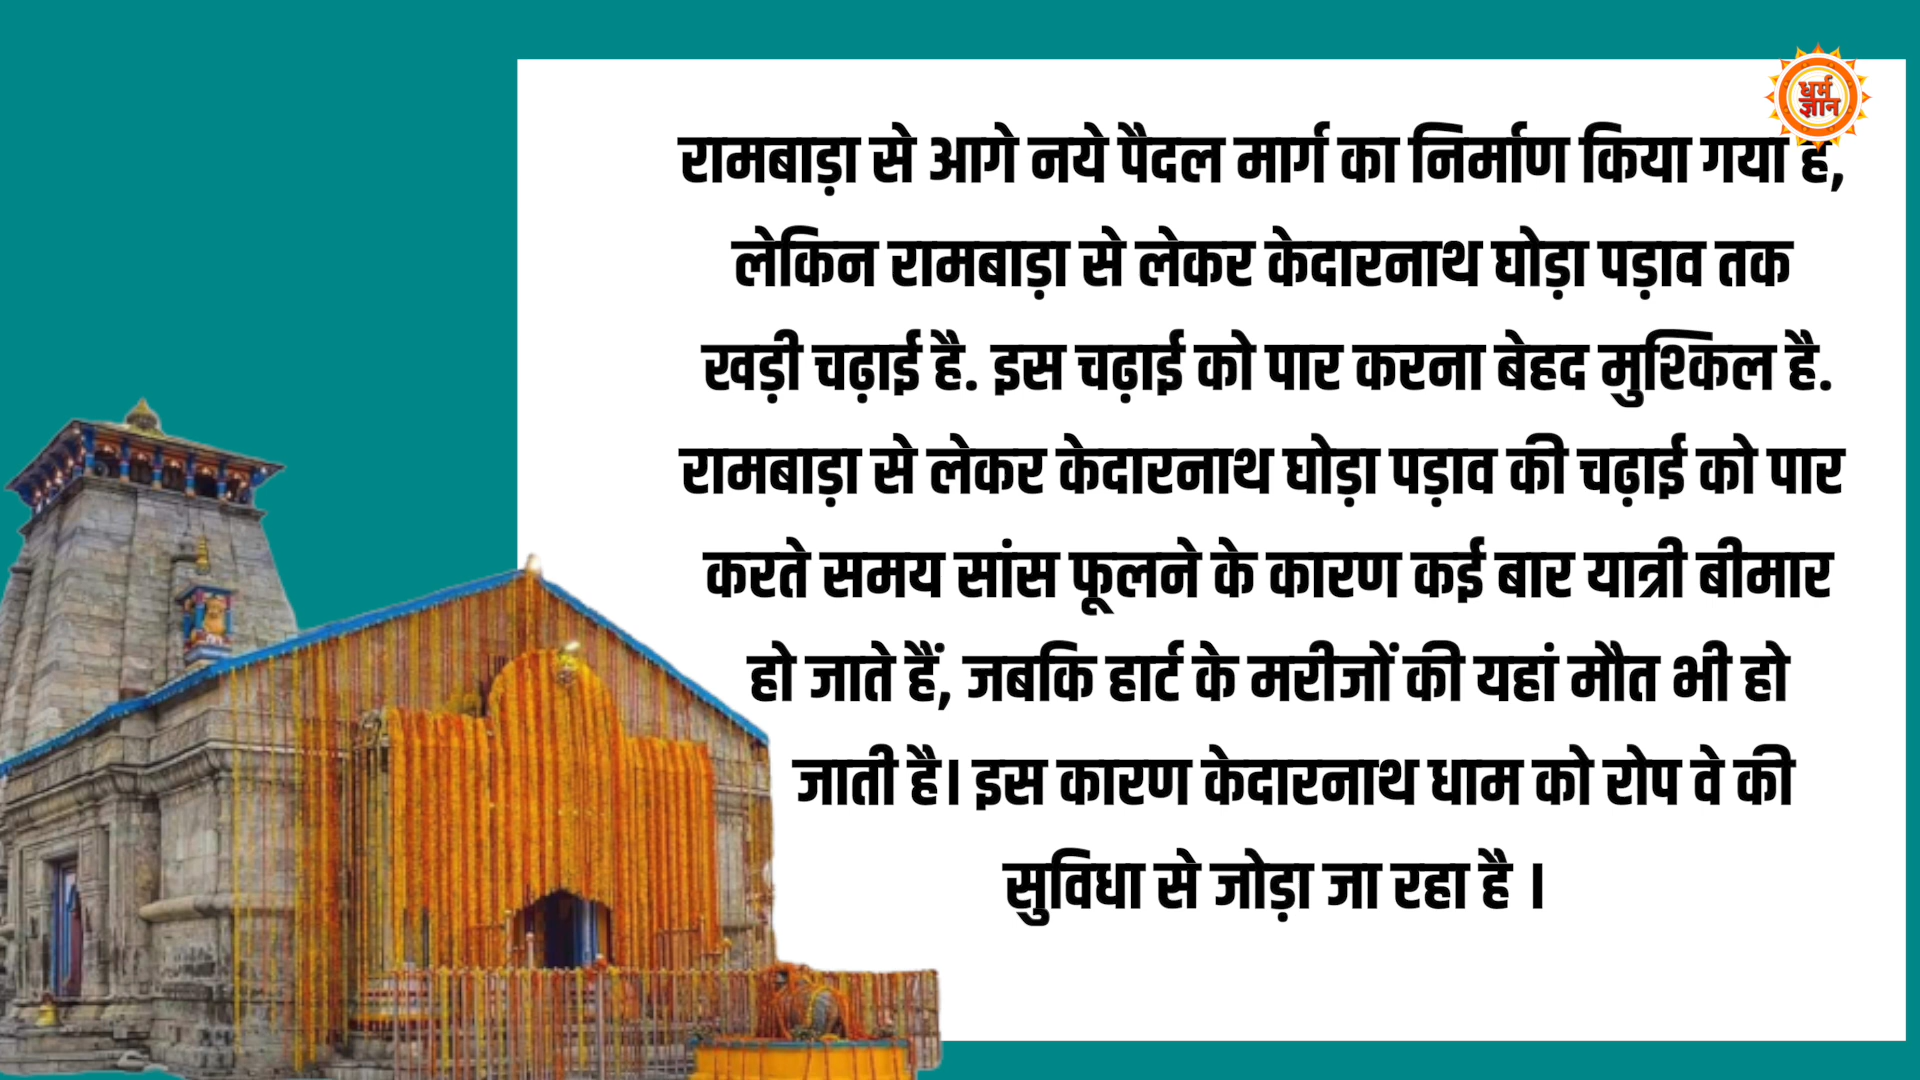 धर्म
ज्ञान
रामबाड़ा से आगे नये पैदल मार्ग का निर्माण किया गया है,
लेकिन रामबाड़ा से लेकर केदारनाथ घोड़ा पड़ाव तक
खड़ी चढ़ाई है. इस चढ़ाई को पार करना बेहद मुश्किल है.
रामबाड़ा से लेकर केदारनाथ घोड़ा पड़ाव की चढ़ाई को पार
करते समय सांस फूलने के कारण कई बार यात्री बीमार
हो जाते हैं, जबकि हार्ट के मरीजों की यहां मौत भी हो
जाती है। इस कारण केदारनाथ धाम को रोप वे की
सुविधा से जोड़ा जा रहा है ।